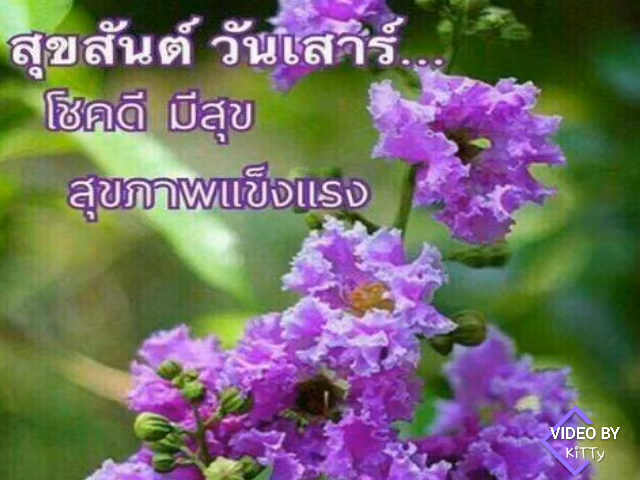 สุขสันต์ วันเสาร์...
โชคดี มีสุข
สุขภาพแข็งแรง
VIDEO BY
KiTTy